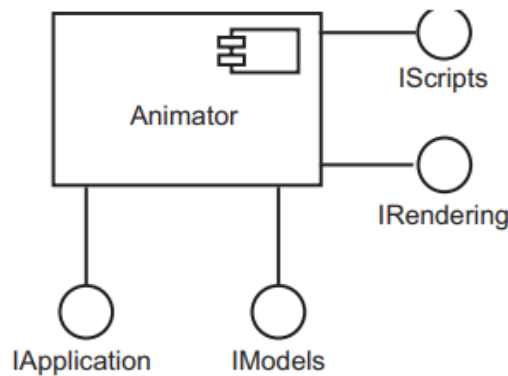 IScripts
Animator
IRendering
IApplication
IModels